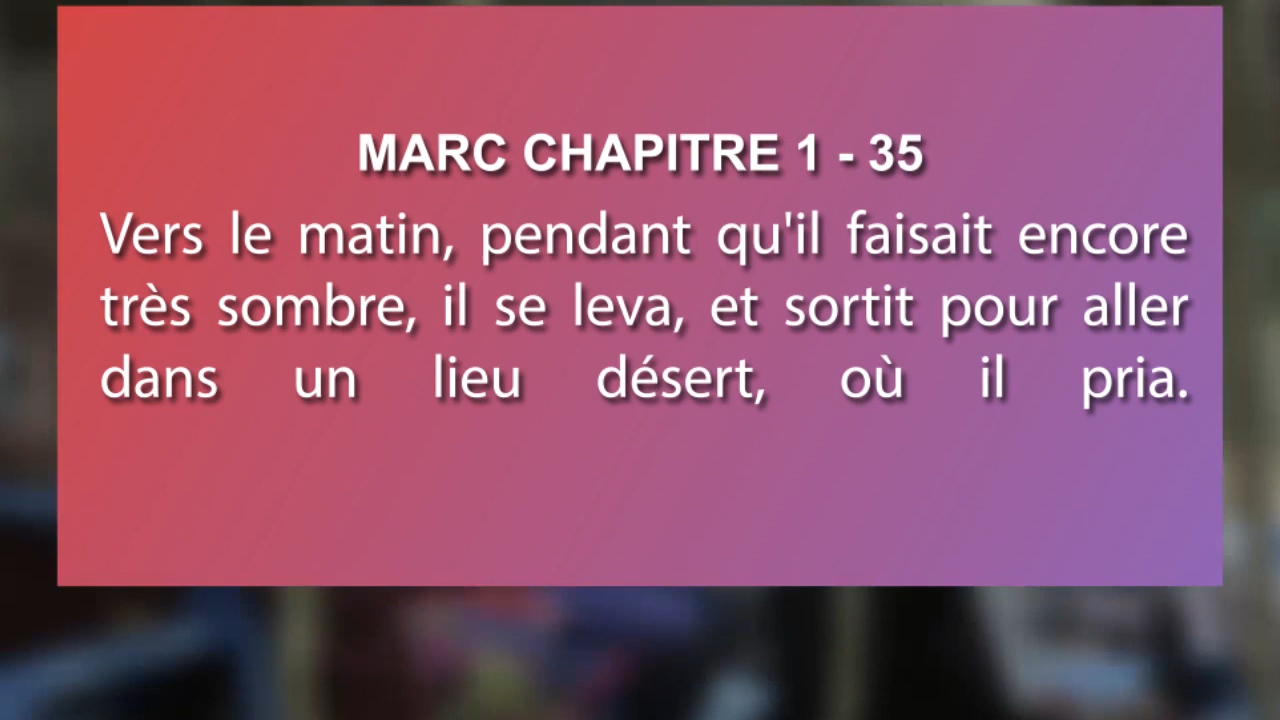 MARC CHAPITRE 1 - 35
Vers le matin, pendant qu'il faisait encore
très sombre, il se leva, et sortit pour aller
dans un lieu désert, où il pria.